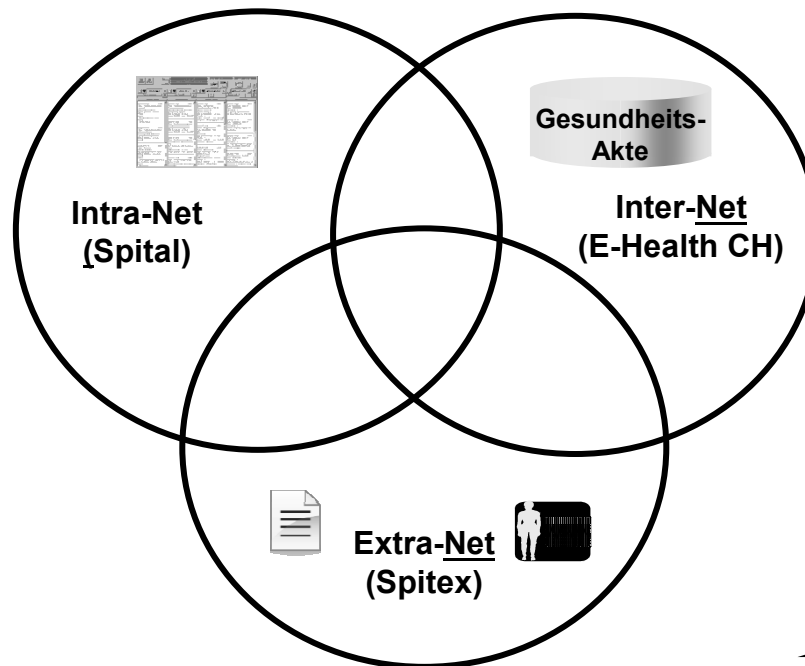 Gesundheits-
Akte
Intra-Net
(Spital)
Inter-Net
(E-Health CH)
Extra-Net
(Spitex)